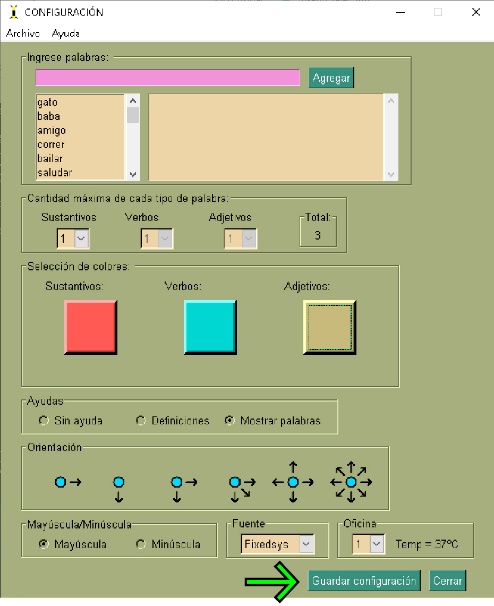 CONFIGURACIÓN
Archivo Ayuda
Ingrese palabras:
Agregar
gato
baba
amigo
correr
bailar
saludar
Cantidad máxima de cada tipo de palabra:
Sustantivos Verbos Adjetivos Total:
1 1 1 3
Selección de colores:
Sustantivos: Verbos: Adjetivos:
Ayudas
Sin ayuda Definiciones Mostrar palabras
Orientación
Mayúscula/Minúscula Fuente Oficina
Mayúscula Minúscula Fixedsys 1 Temp = 37ºC
Guardar configuración Cerrar